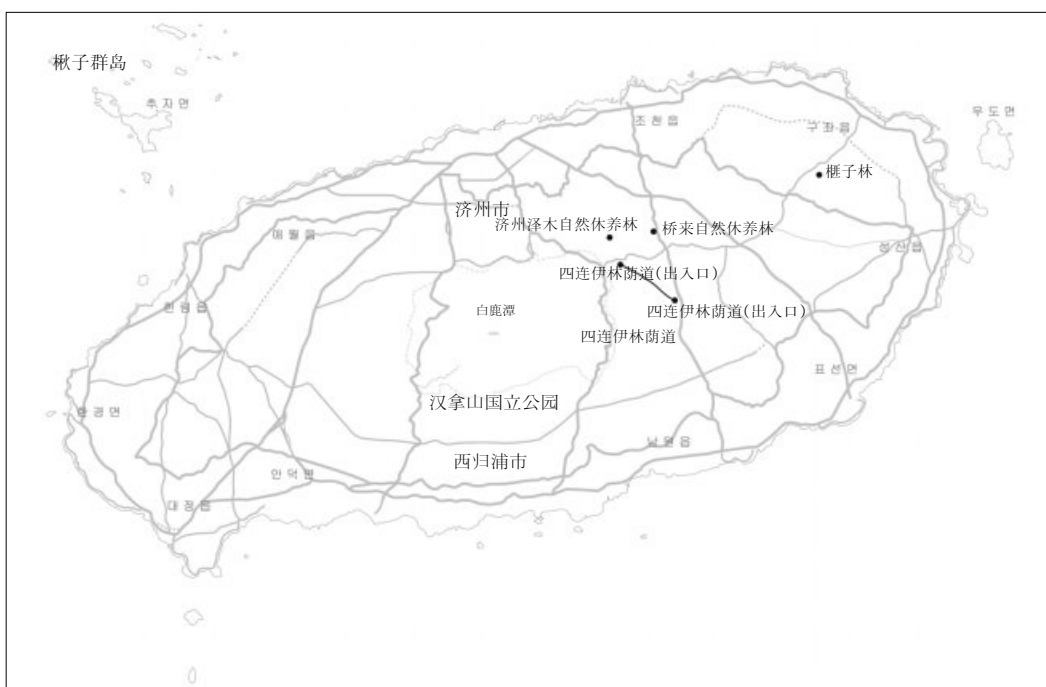 楸子群岛
추자면
우도면
조천읍
구좌읍
榧子林
济州市
济州泽木自然休养林
桥来自然休养林
애월읍
성산읍
四连伊林荫道(出入口)
한림읍
白鹿潭
四连伊林荫道(出入口)
四连伊林荫道
표선면
汉拿山国立公园
한경면
남원읍
西归浦市
안덕면
대정읍